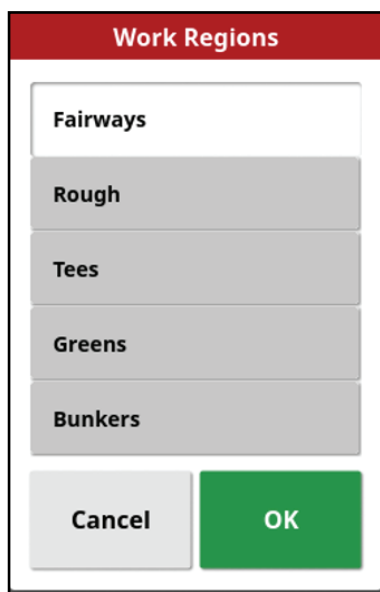 Work Regions
Fairways
Rough
Tees
Greens
Bunkers
Cancel
OK